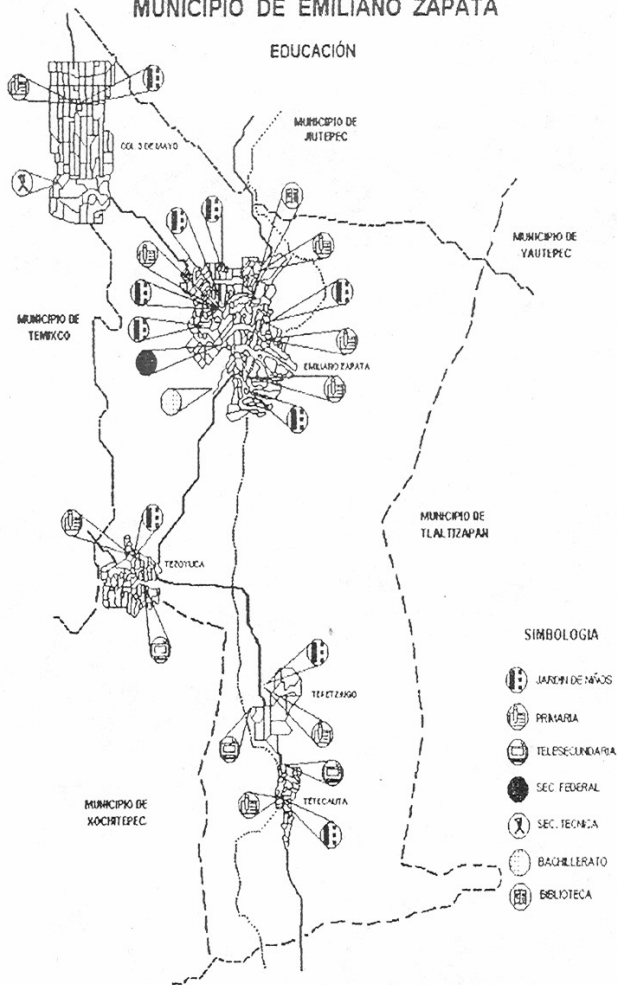 MUNICIPIO DE EMILIANO ZAPATA
EDUCACIÓN
MUNICIPIO DE
JIUTEPEC
COL. 3 DE MAYO
MUNICIPIO DE
YAUTEPEC
MUNICIPIO DE
TEMIXCO
EMILIANO ZAPATA
MUNICIPIO DE
TLALTIZAPAN
TEZOYUCA
SIMBOLOGIA
TEPETZINGO
JARDIN DE NIÑOS
PRIMARIA
TELESECUNDARIA
SEC. FEDERAL
SEC. TECNICA
BACHILLERATO
BIBLIOTECA
MUNICIPIO DE
XOCHITEPEC
TETECALITA